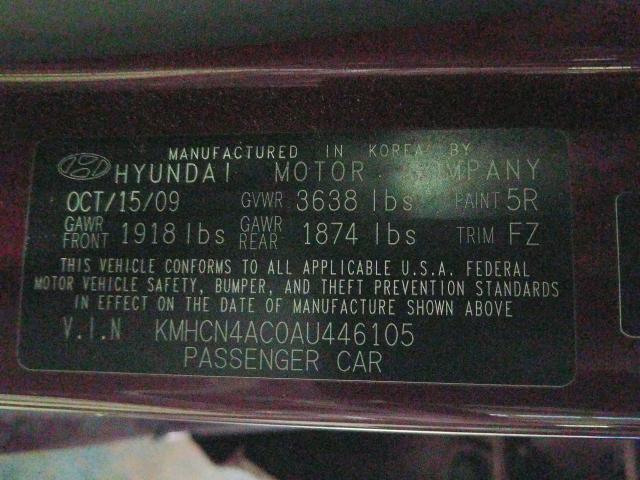 MANUFACTURED IN KOREA BY
HYUNDAI MOTOR COMPANY
OCT/15/09 GVWR 3638 lbs PAINT 5R
GAWR FRONT 1918 lbs GAWR REAR 1874 lbs TRIM FZ
THIS VEHICLE CONFORMS TO ALL APPLICABLE U.S.A. FEDERAL
MOTOR VEHICLE SAFETY, BUMPER, AND THEFT PREVENTION STANDARDS
IN EFFECT ON THE DATE OF MANUFACTURE SHOWN ABOVE
V.I.N KMHCN4AC0AU446105
PASSENGER CAR